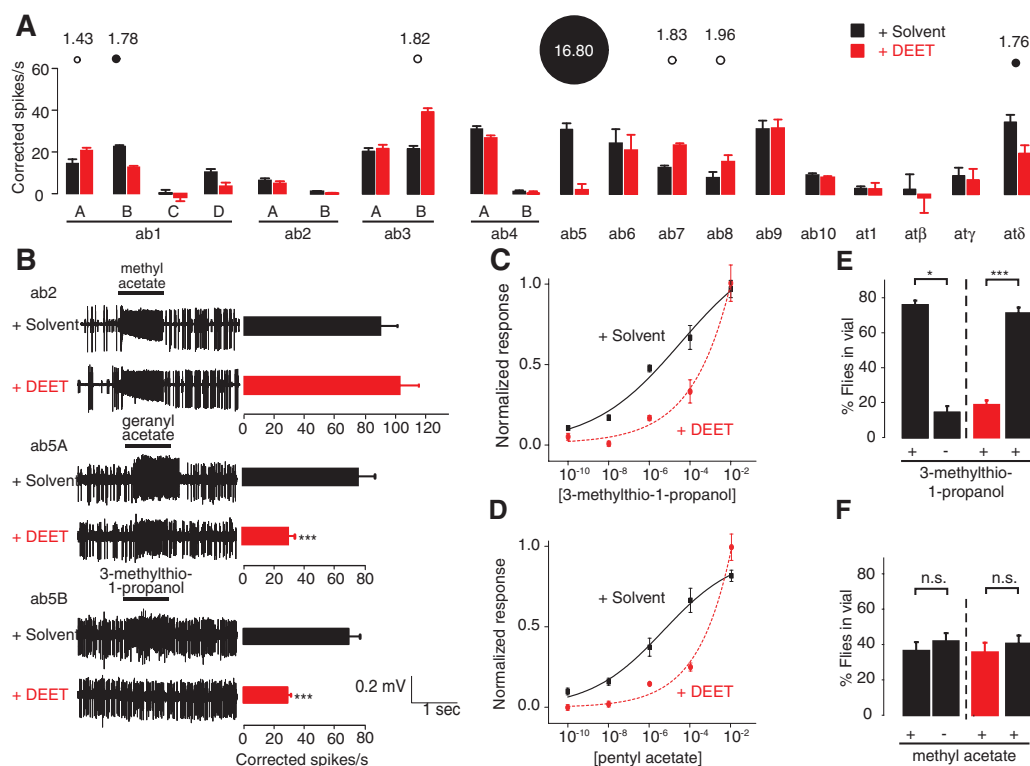 A
1.43 1.78 1.82 16.80 1.83 1.96 1.76
+ Solvent
+ DEET
Corrected spikes/s
60
40
20
0
A B C D A B A B A B
ab1 ab2 ab3 ab4 ab5 ab6 ab7 ab8 ab9 ab10 at1 atβ atγ atδ
B
ab2
methyl
acetate
+ Solvent
+ DEET
0 20 40 60 80 100 120
ab5A
geranyl
acetate
+ Solvent
+ DEET
***
0 20 40 60 80
ab5B
3-methylthio-
1-propanol
+ Solvent
+ DEET
***
0 20 40 60 80
Corrected spikes/s
0.2 mV
1 sec
C
Normalized response
1.0
0.5
0.0
+ Solvent
+ DEET
10⁻¹⁰ 10⁻⁸ 10⁻⁶ 10⁻⁴ 10⁻²
[3-methylthio-1-propanol]
D
Normalized response
1.0
0.5
0.0
+ Solvent
+ DEET
10⁻¹⁰ 10⁻⁸ 10⁻⁶ 10⁻⁴ 10⁻²
[pentyl acetate]
E
% Flies in vial
80
60
40
20
0
* ***
+ - + +
3-methylthio-
1-propanol
F
% Flies in vial
80
60
40
20
0
n.s. n.s.
+ - + +
methyl acetate